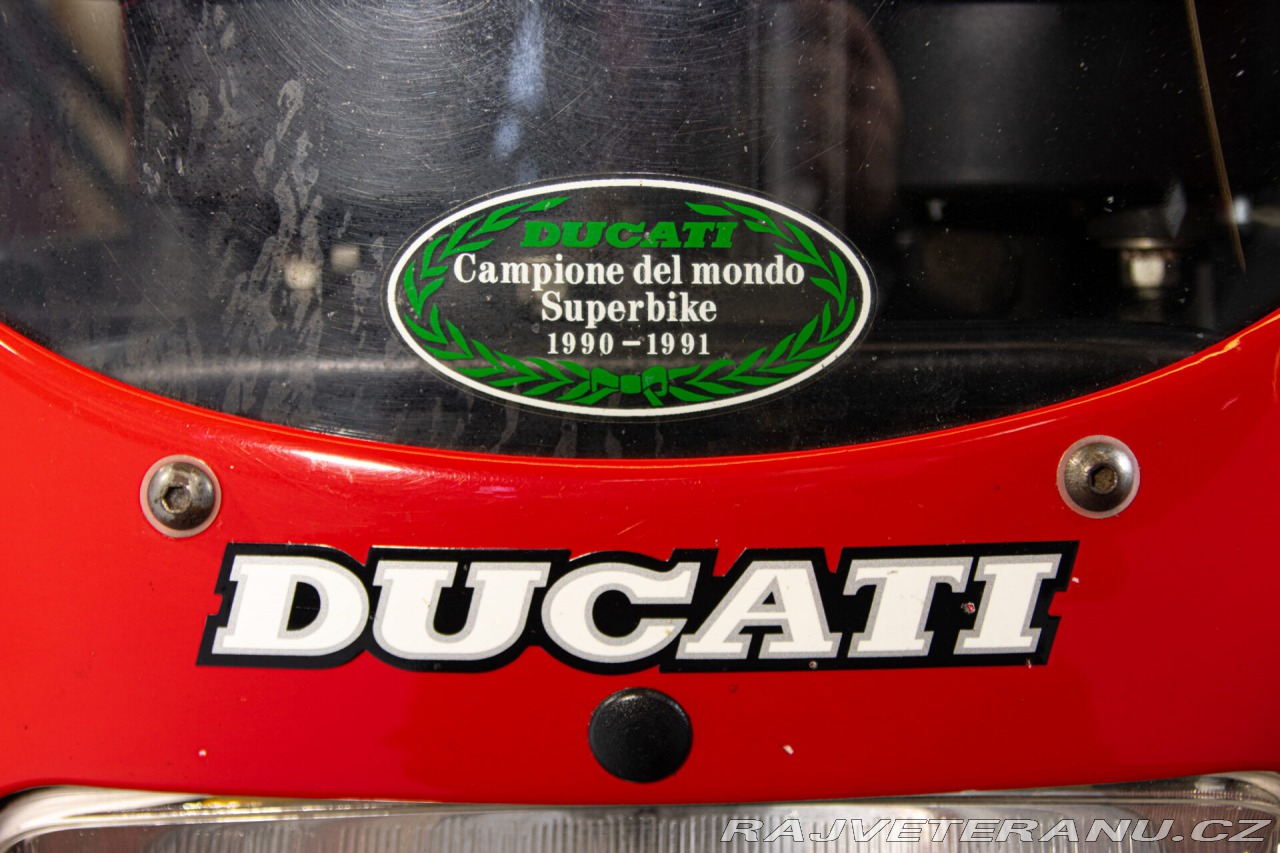 DUCATI
Campione del mondo
Superbike
1990-1991
DUCATI
RAJVETERANU.CZ